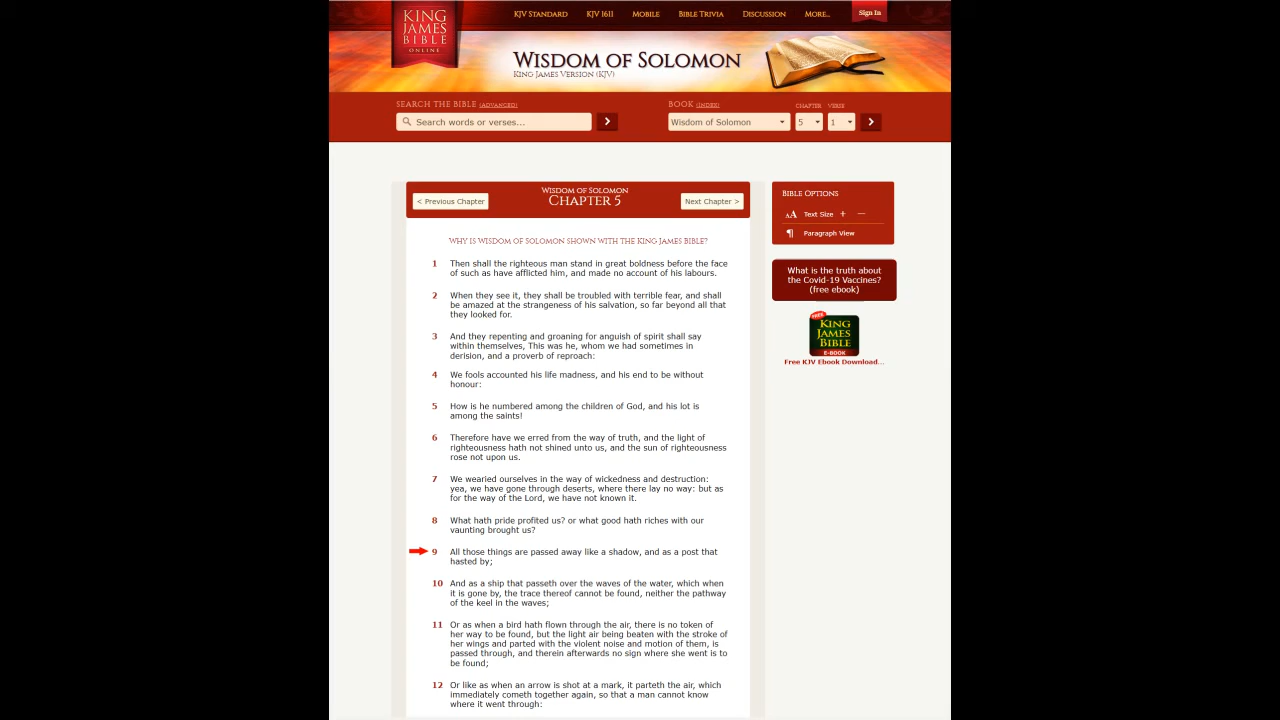 KING
JAMES
BIBLE
ONLINE
KJV Standard KJV 1611 Mobile Bible Trivia Discussion More... Sign In
Wisdom of Solomon
King James Version (KJV)
Search the Bible (Advanced)
Search words or verses...
Book (Index) Chapter Verse
Wisdom of Solomon 5 1
< Previous Chapter
Wisdom of Solomon
Chapter 5
Next Chapter >
Why is Wisdom of Solomon shown with the King James Bible?
1 Then shall the righteous man stand in great boldness before the face
of such as have afflicted him, and made no account of his labours.
2 When they see it, they shall be troubled with terrible fear, and shall
be amazed at the strangeness of his salvation, so far beyond all that
they looked for.
3 And they repenting and groaning for anguish of spirit shall say
within themselves, This was he, whom we had sometimes in
derision, and a proverb of reproach:
4 We fools accounted his life madness, and his end to be without
honour:
5 How is he numbered among the children of God, and his lot is
among the saints!
6 Therefore have we erred from the way of truth, and the light of
righteousness hath not shined unto us, and the sun of righteousness
rose not upon us.
7 We wearied ourselves in the way of wickedness and destruction:
yea, we have gone through deserts, where there lay no way: but as
for the way of the Lord, we have not known it.
8 What hath pride profited us? or what good hath riches with our
vaunting brought us?
9 All those things are passed away like a shadow, and as a post that
hasted by;
10 And as a ship that passeth over the waves of the water, which when
it is gone by, the trace thereof cannot be found, neither the pathway
of the keel in the waves;
11 Or as when a bird hath flown through the air, there is no token of
her way to be found, but the light air being beaten with the stroke of
her wings and parted with the violent noise and motion of them, is
passed through, and therein afterwards no sign where she went is to
be found;
12 Or like as when an arrow is shot at a mark, it parteth the air, which
immediately cometh together again, so that a man cannot know
where it went through:
Bible Options
AA Text Size + —
¶ Paragraph View
What is the truth about
the Covid-19 Vaccines?
(free ebook)
FREE
KING
JAMES
BIBLE
E-BOOK
Free KJV Ebook Download...